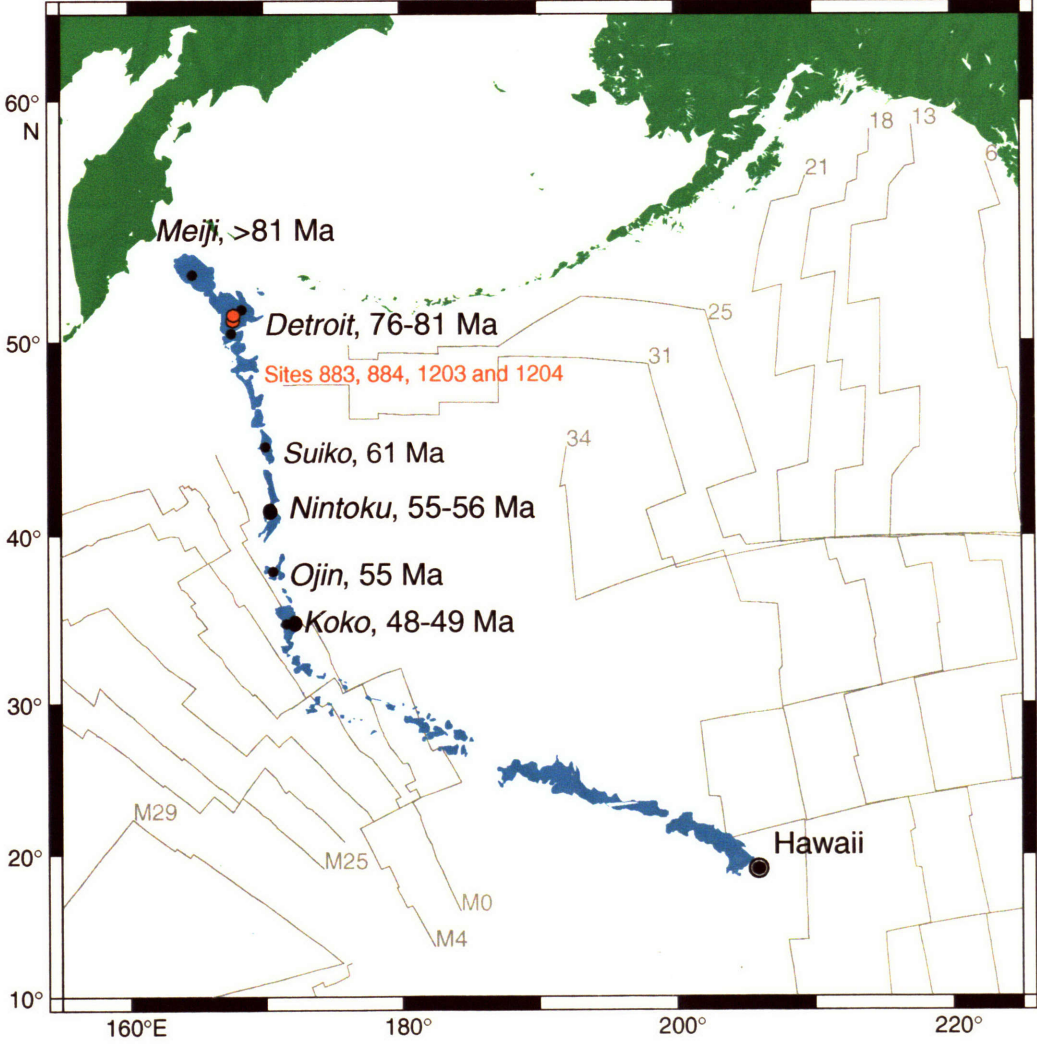 60°
N
18
13
21
6
Meiji, >81 Ma
Detroit, 76-81 Ma
25
50°
31
Sites 883, 884, 1203 and 1204
34
Suiko, 61 Ma
Nintoku, 55-56 Ma
40°
Ojin, 55 Ma
Koko, 48-49 Ma
30°
M29
Hawaii
20°
M25
M0
M4
10°
160°E
180°
200°
220°